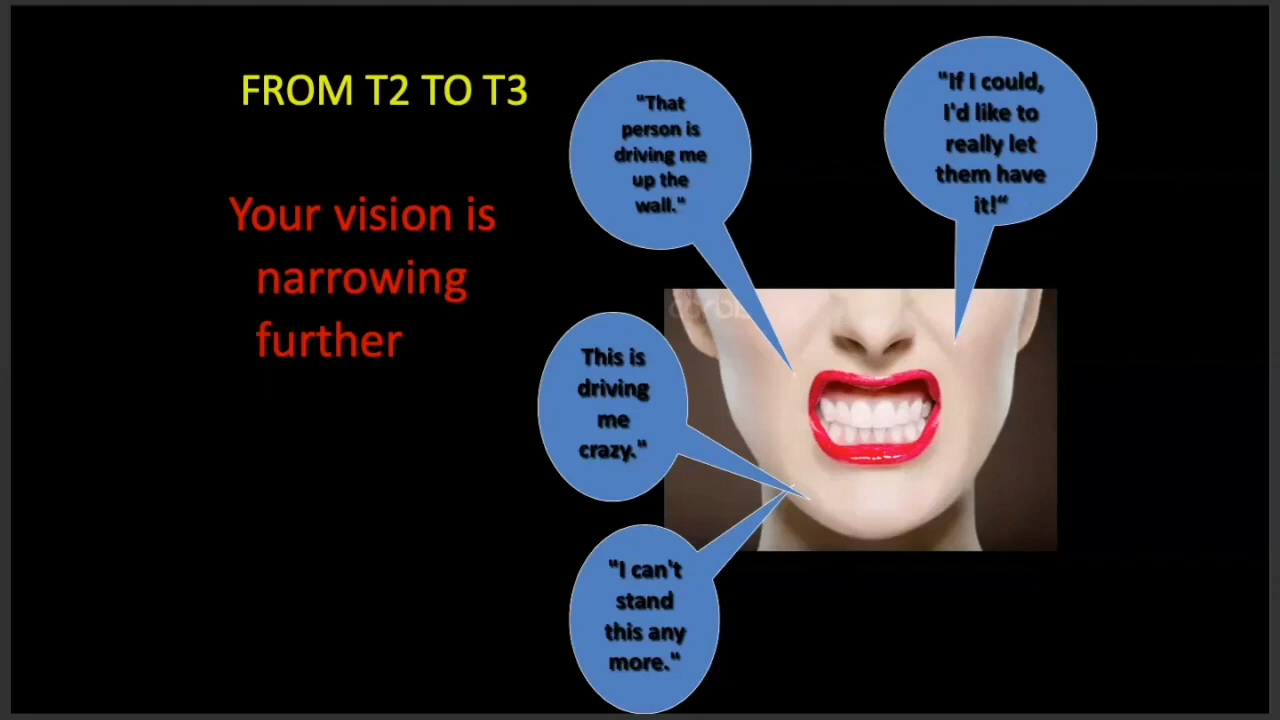 FROM T2 TO T3
Your vision is
narrowing
further
"That
person is
driving me
up the
wall."
"If I could,
I'd like to
really let
them have
it!“
This is
driving
me
crazy."
"I can't
stand
this any
more."